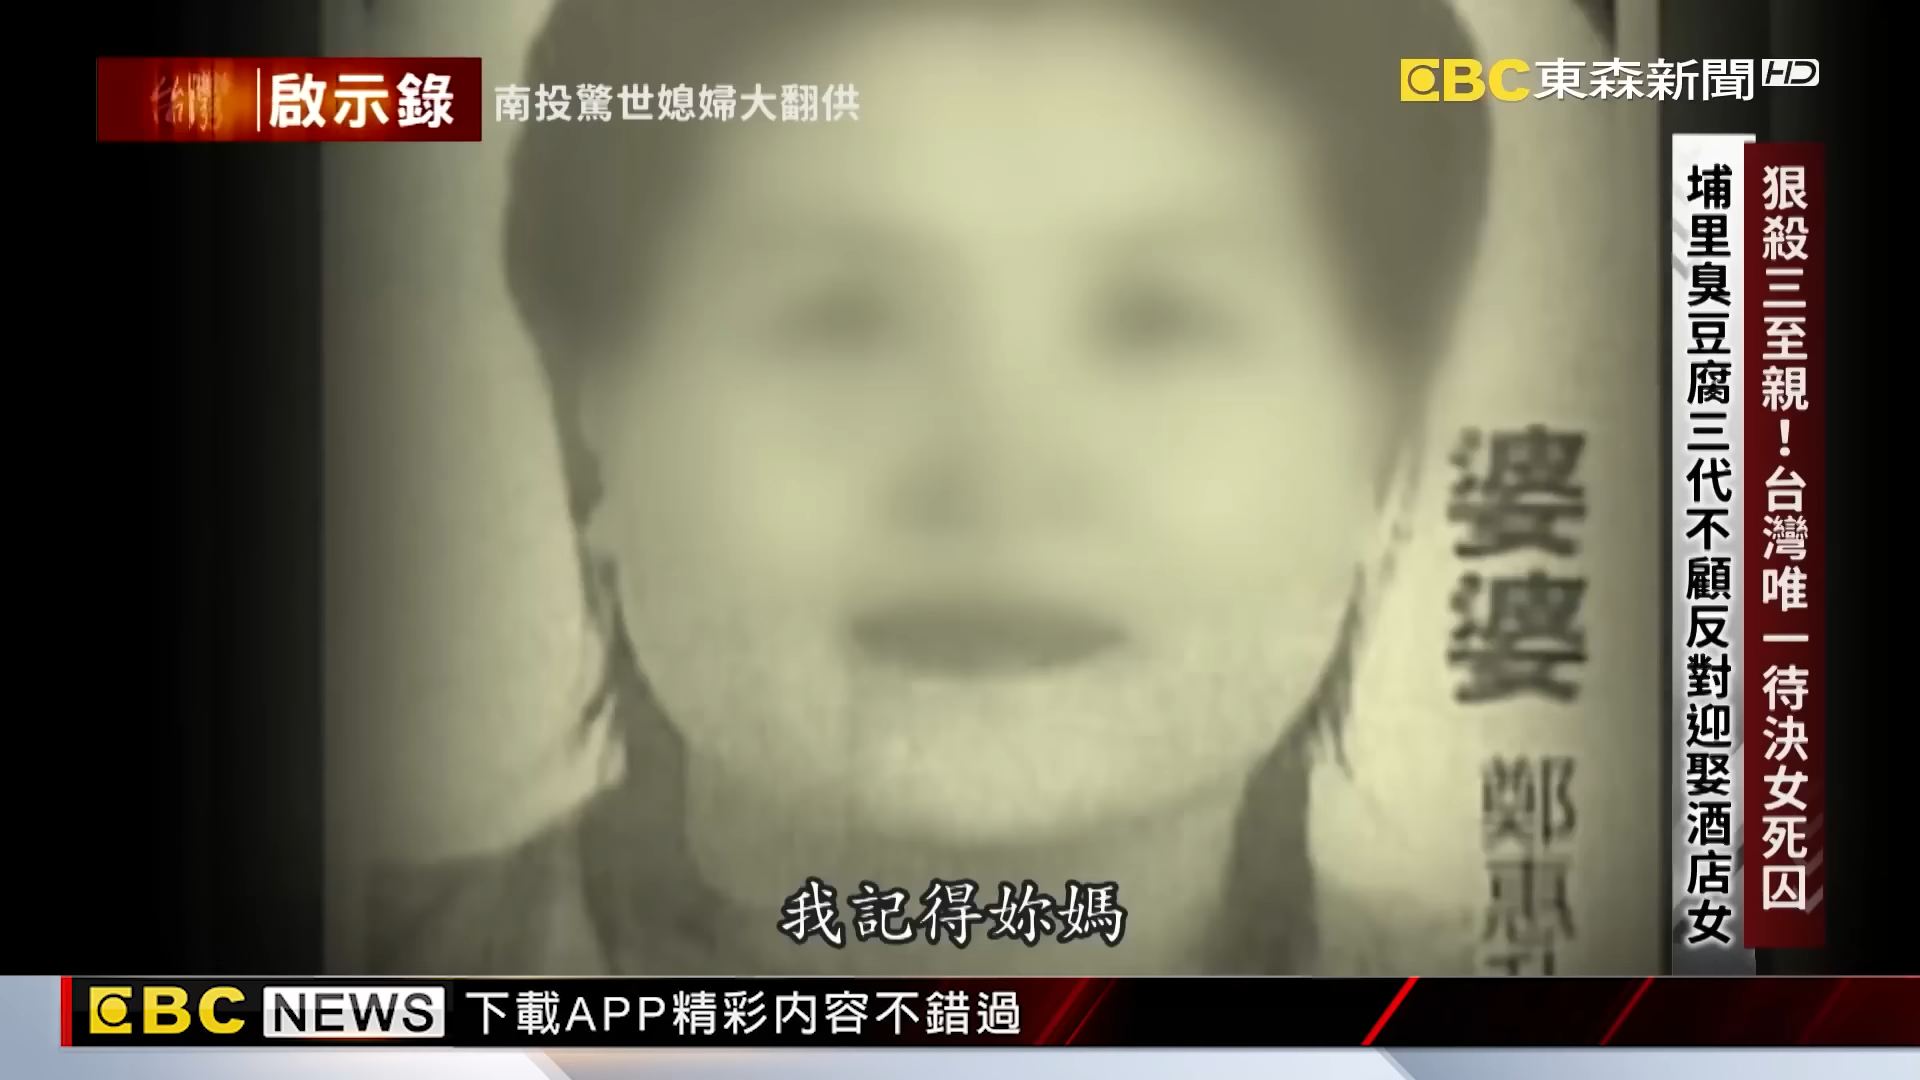 台灣
啟示錄
南投驚世媳婦大翻供
EBC東森新聞HD
狠殺三至親！台灣唯一待決女死囚
埔里臭豆腐三代不顧反對迎娶酒店女
婆婆
鄭惠
我記得妳媽
EBC NEWS
下載APP精彩內容不錯過